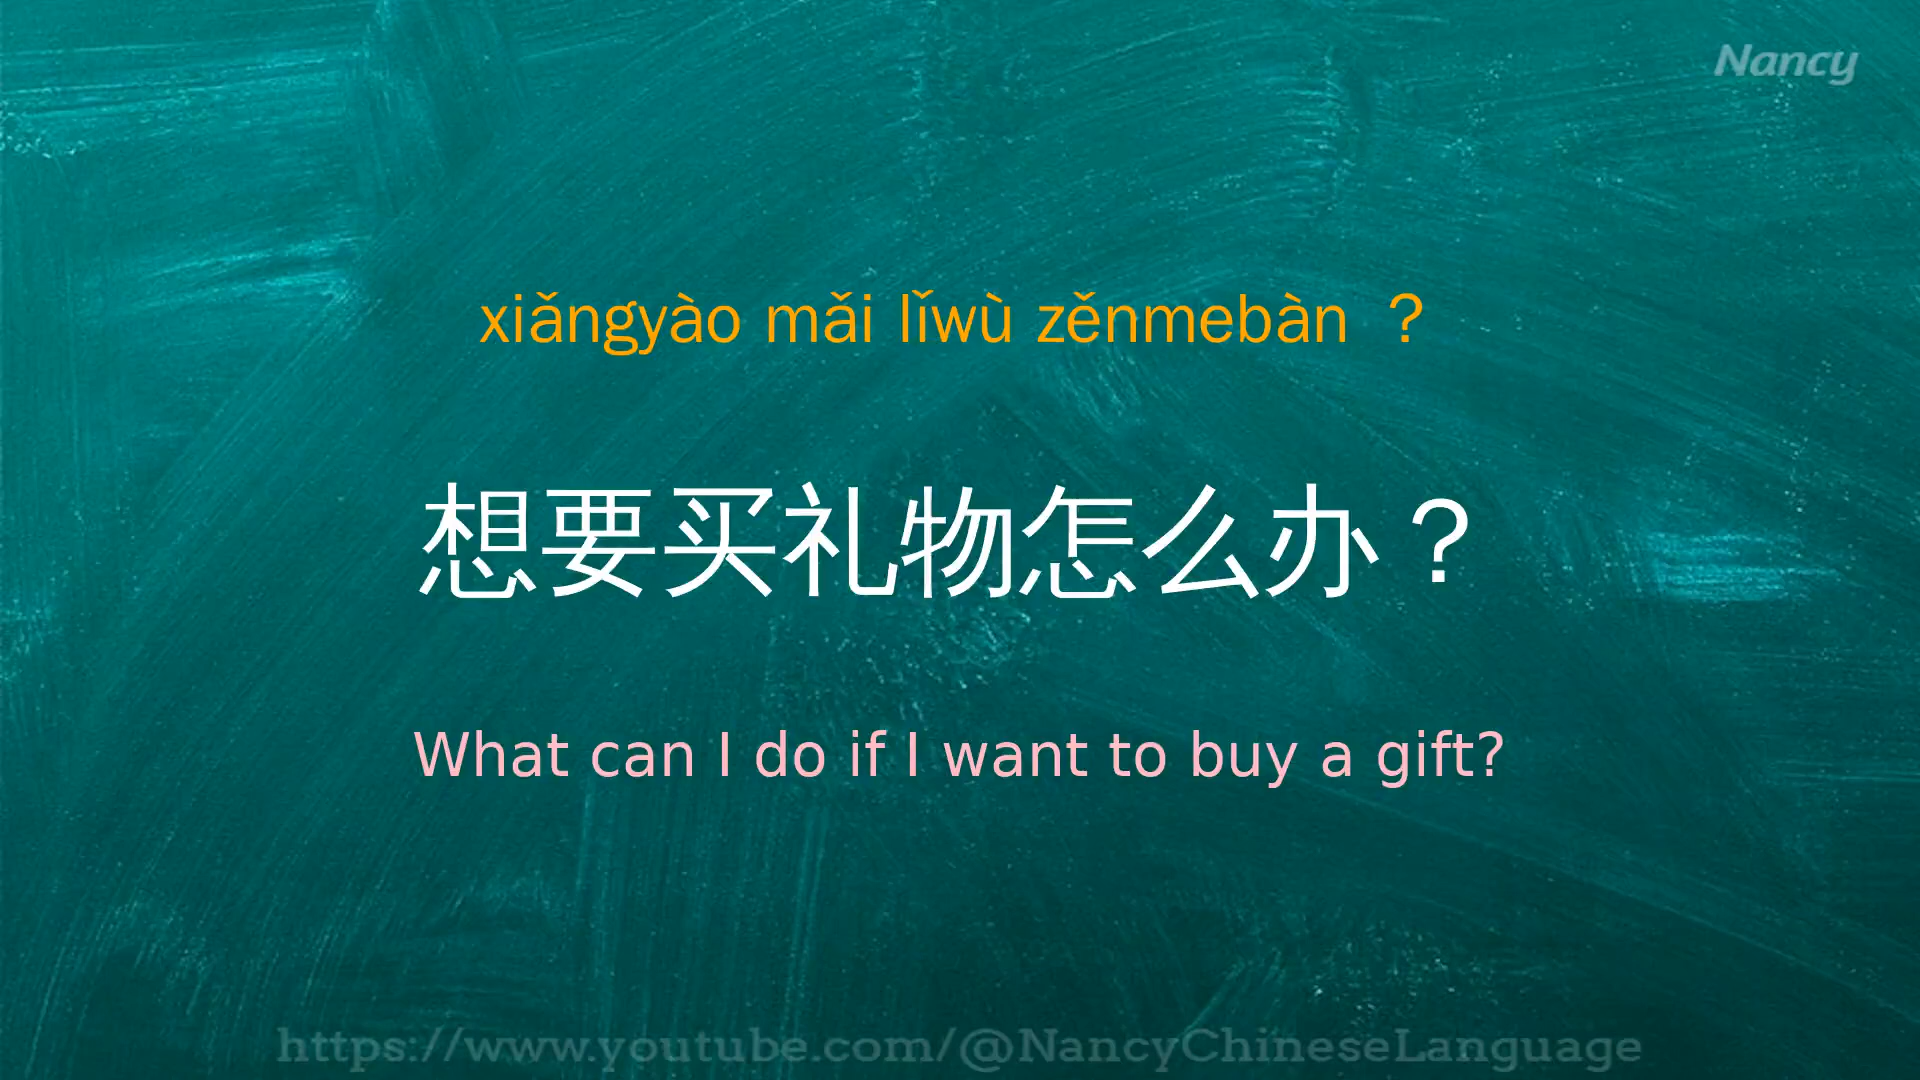 Nancy
xiǎngyào mǎi lǐwù zěnmebàn ？
想要买礼物怎么办？
What can I do if I want to buy a gift?
https://www.youtube.com/@NancyChineseLanguage